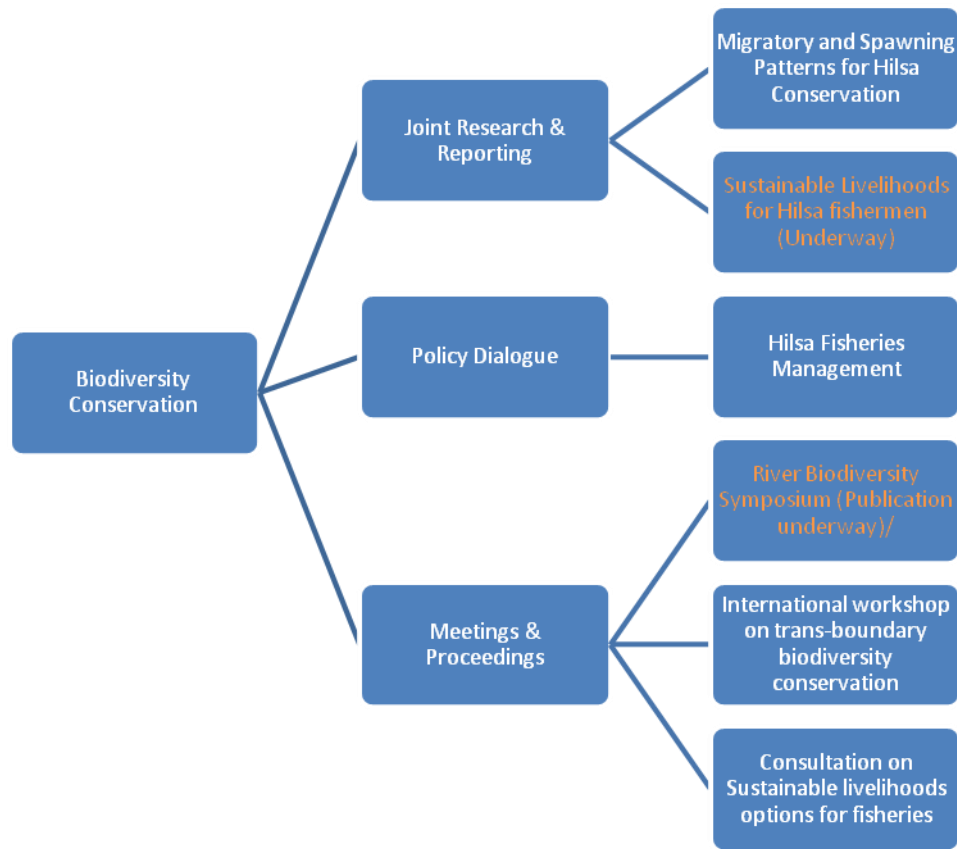 Biodiversity
Conservation
Joint Research &
Reporting
Migratory and Spawning
Patterns for Hilsa
Conservation
Sustainable Livelihoods
for Hilsa fishermen
(Underway)
Policy Dialogue
Hilsa Fisheries
Management
Meetings &
Proceedings
River Biodiversity
Symposium (Publication
underway)/
International workshop
on trans-boundary
biodiversity
conservation
Consultation on
Sustainable livelihoods
options for fisheries